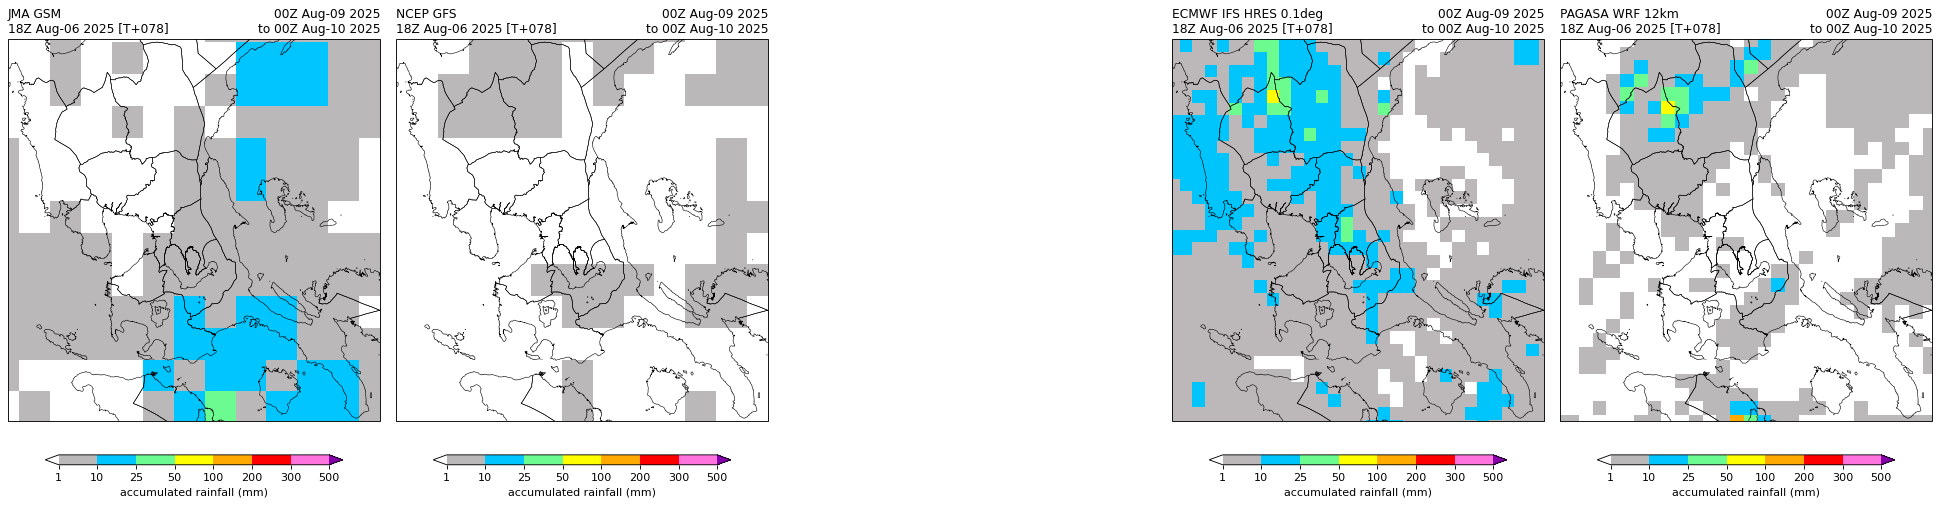 JMA GSM 00Z Aug-09 2025
18Z Aug-06 2025 [T+078] to 00Z Aug-10 2025
1 10 25 50 100 200 300 500
accumulated rainfall (mm)
NCEP GFS 00Z Aug-09 2025
18Z Aug-06 2025 [T+078] to 00Z Aug-10 2025
1 10 25 50 100 200 300 500
accumulated rainfall (mm)
ECMWF IFS HRES 0.1deg 00Z Aug-09 2025
18Z Aug-06 2025 [T+078] to 00Z Aug-10 2025
1 10 25 50 100 200 300 500
accumulated rainfall (mm)
PAGASA WRF 12km 00Z Aug-09 2025
18Z Aug-06 2025 [T+078] to 00Z Aug-10 2025
1 10 25 50 100 200 300 500
accumulated rainfall (mm)